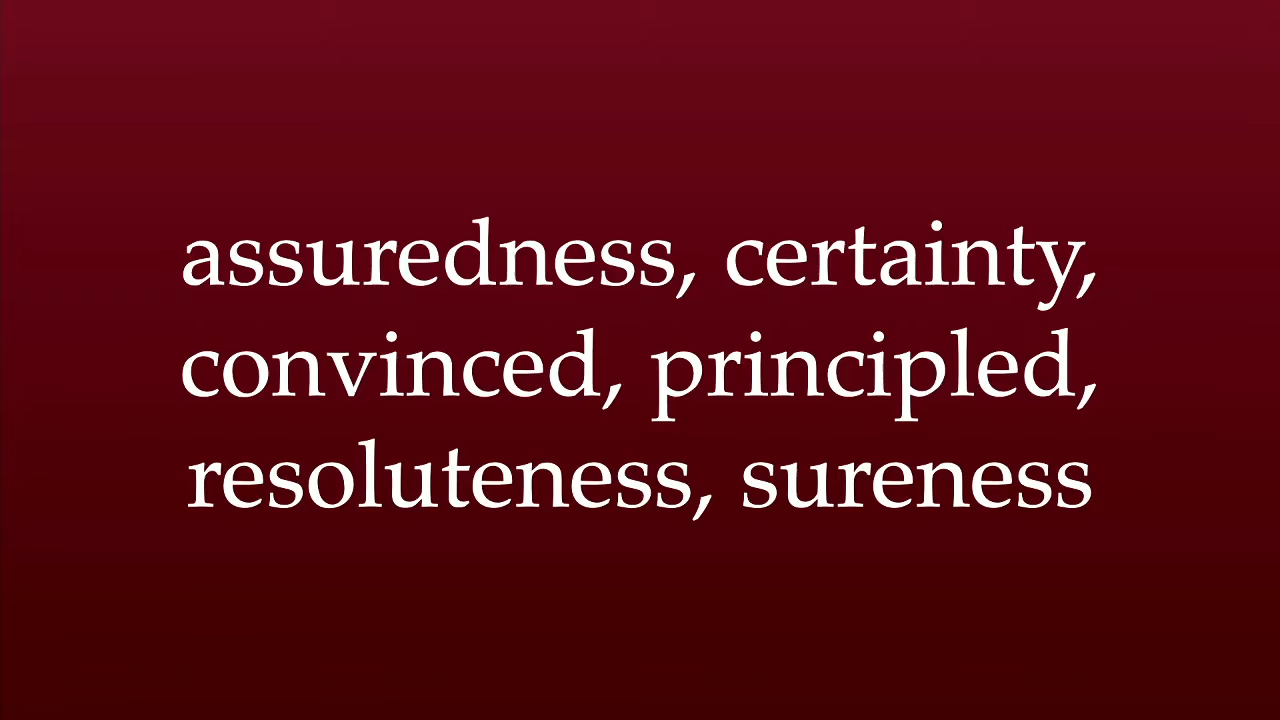 assuredness, certainty,
convinced, principled,
resoluteness, sureness